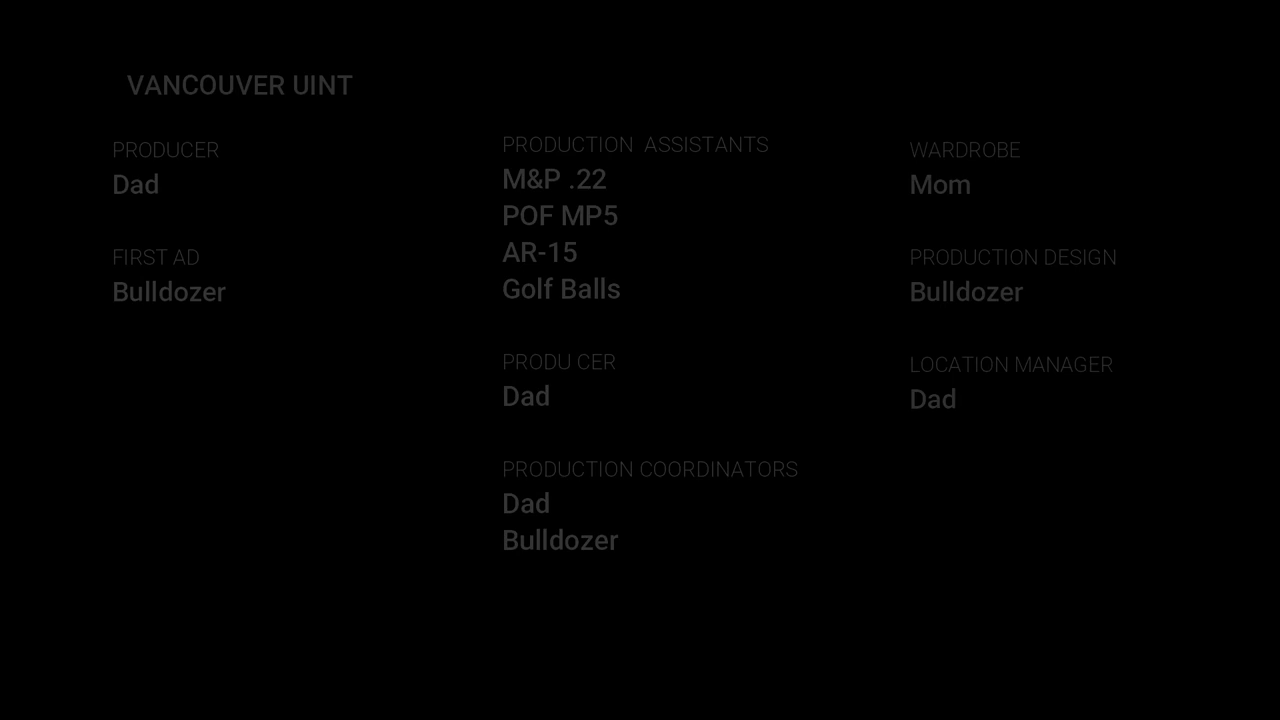 VANCOUVER UINT
PRODUCER
Dad
FIRST AD
Bulldozer
PRODUCTION  ASSISTANTS
M&P .22
POF MP5
AR-15
Golf Balls
PRODU CER
Dad
PRODUCTION COORDINATORS
Dad
Bulldozer
WARDROBE
Mom
PRODUCTION DESIGN
Bulldozer
LOCATION MANAGER
Dad